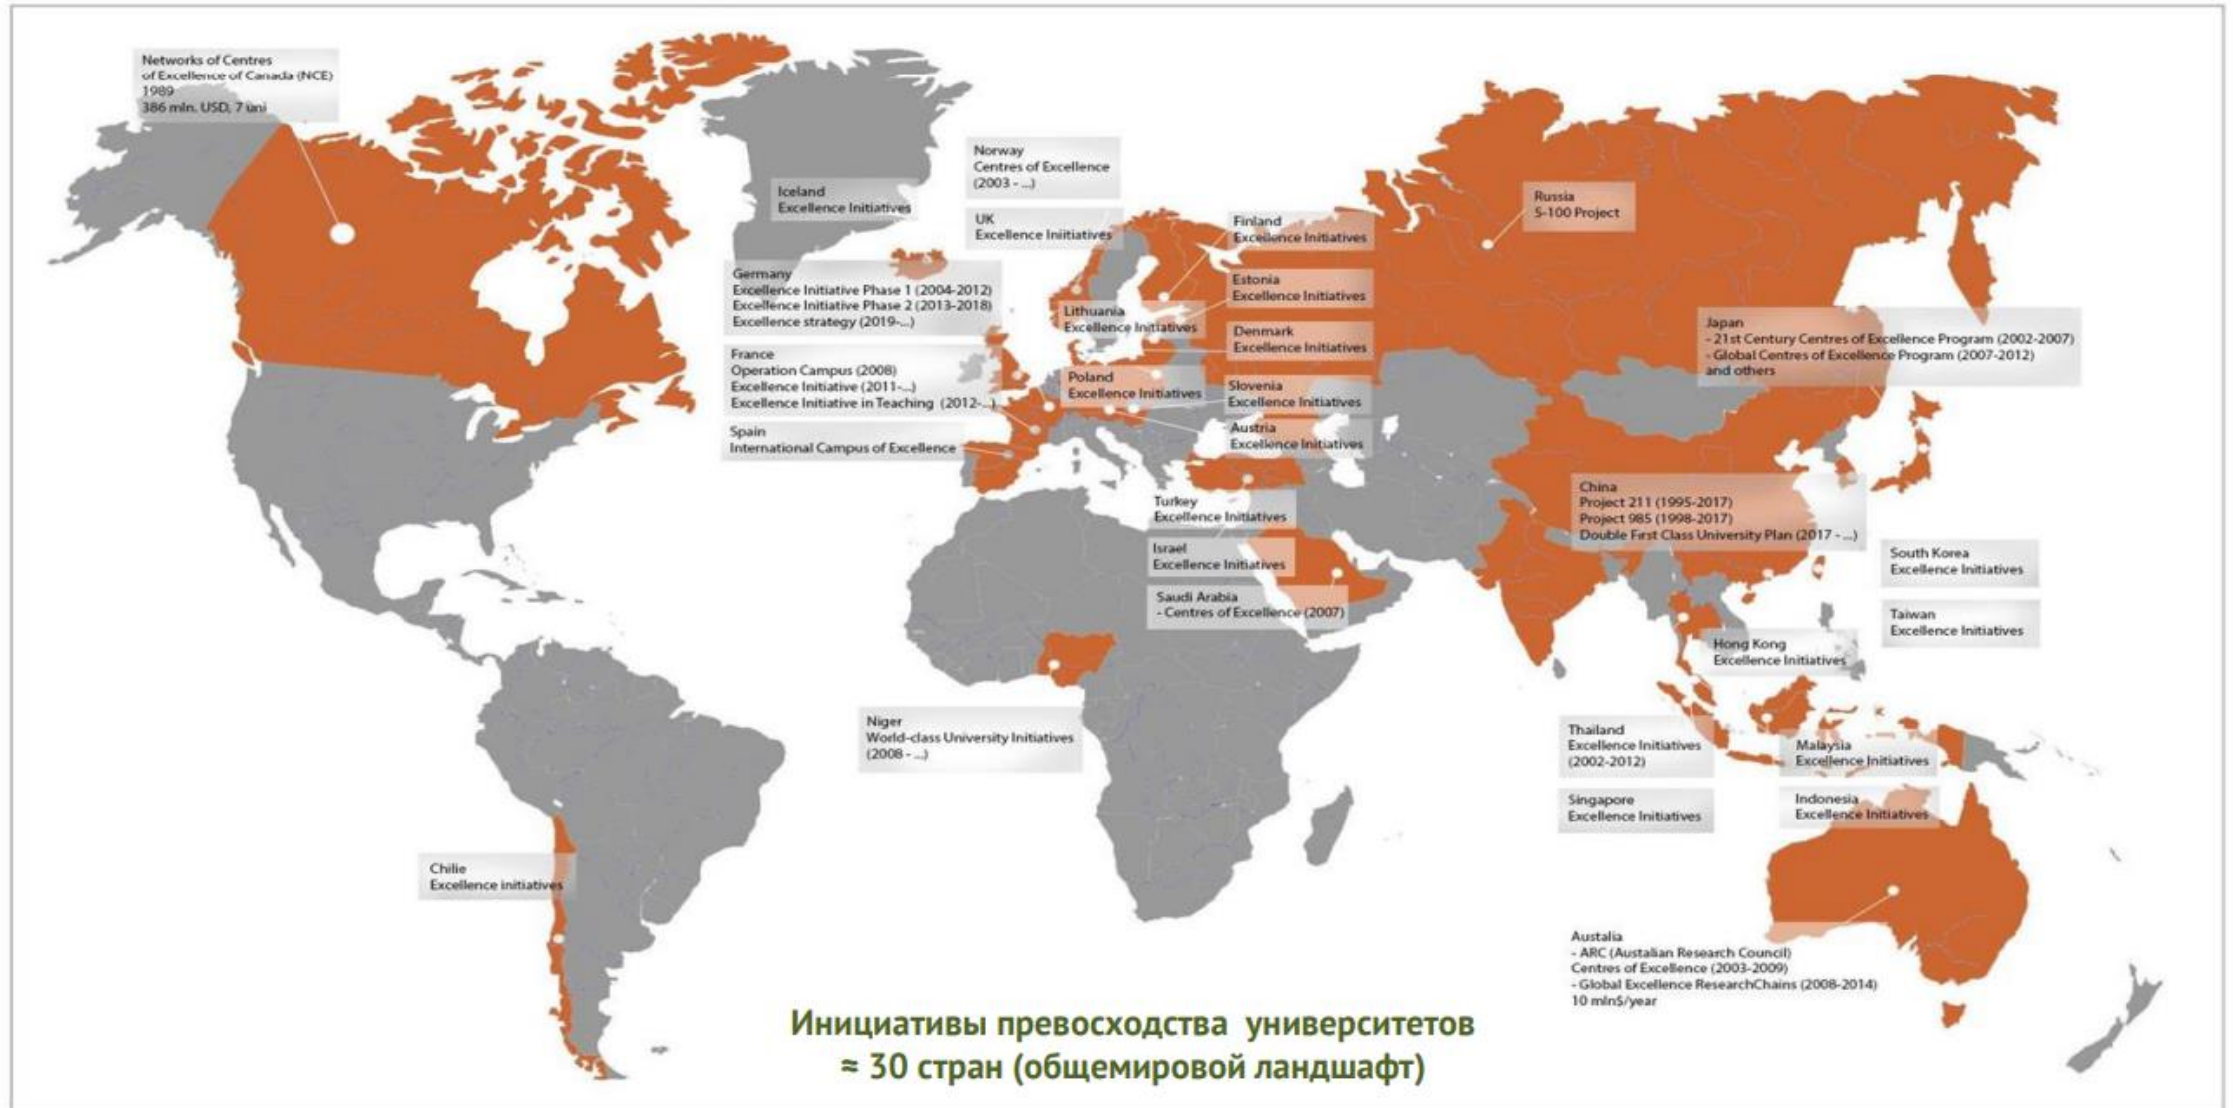 Networks of Centres
of Excellence of Canada (NCE)
1989
386 mln. USD, 7 uni
Iceland
Excellence Initiatives
Norway
Centres of Excellence
(2003 - ...)
UK
Excellence Iniitiatives
Finland
Excellence Initiatives
Russia
5-100 Project
Germany
Excellence Initiative Phase 1 (2004-2012)
Excellence Initiative Phase 2 (2013-2018)
Excellence strategy (2019-...)
Estonia
Excellence Initiatives
Lithuania
Excellence Initiatives
Denmark
Excellence Initiatives
Japan
- 21st Century Centres of Excellence Program (2002-2007)
- Global Centres of Excellence Program (2007-2012)
and others
France
Operation Campus (2008)
Excellence Initiative (2011-...)
Excellence Initiative in Teaching (2012-...)
Poland
Excellence Initiatives
Slovenia
Excellence Initiatives
Spain
International Campus of Excellence
Austria
Excellence Initiatives
Turkey
Excellence Initiatives
China
Project 211 (1995-2017)
Project 985 (1998-2017)
Double First Class University Plan (2017 - ...)
Israel
Excellence Initiatives
South Korea
Excellence Initiatives
Saudi Arabia
- Centres of Excellence (2007)
Taiwan
Excellence Initiatives
Hong Kong
Excellence Initiatives
Niger
World-class University Initiatives
(2008 - ...)
Thailand
Excellence Initiatives
(2002-2012)
Malaysia
Excellence Initiatives
Singapore
Excellence Initiatives
Indonesia
Excellence Initiatives
Chilie
Excellence initiatives
Austalia
- ARC (Austalian Research Council)
Centres of Excellence (2003-2009)
- Global Excellence ResearchChains (2008-2014)
10 mln$/year
Инициативы превосходства университетов
≈ 30 стран (общемировой ландшафт)